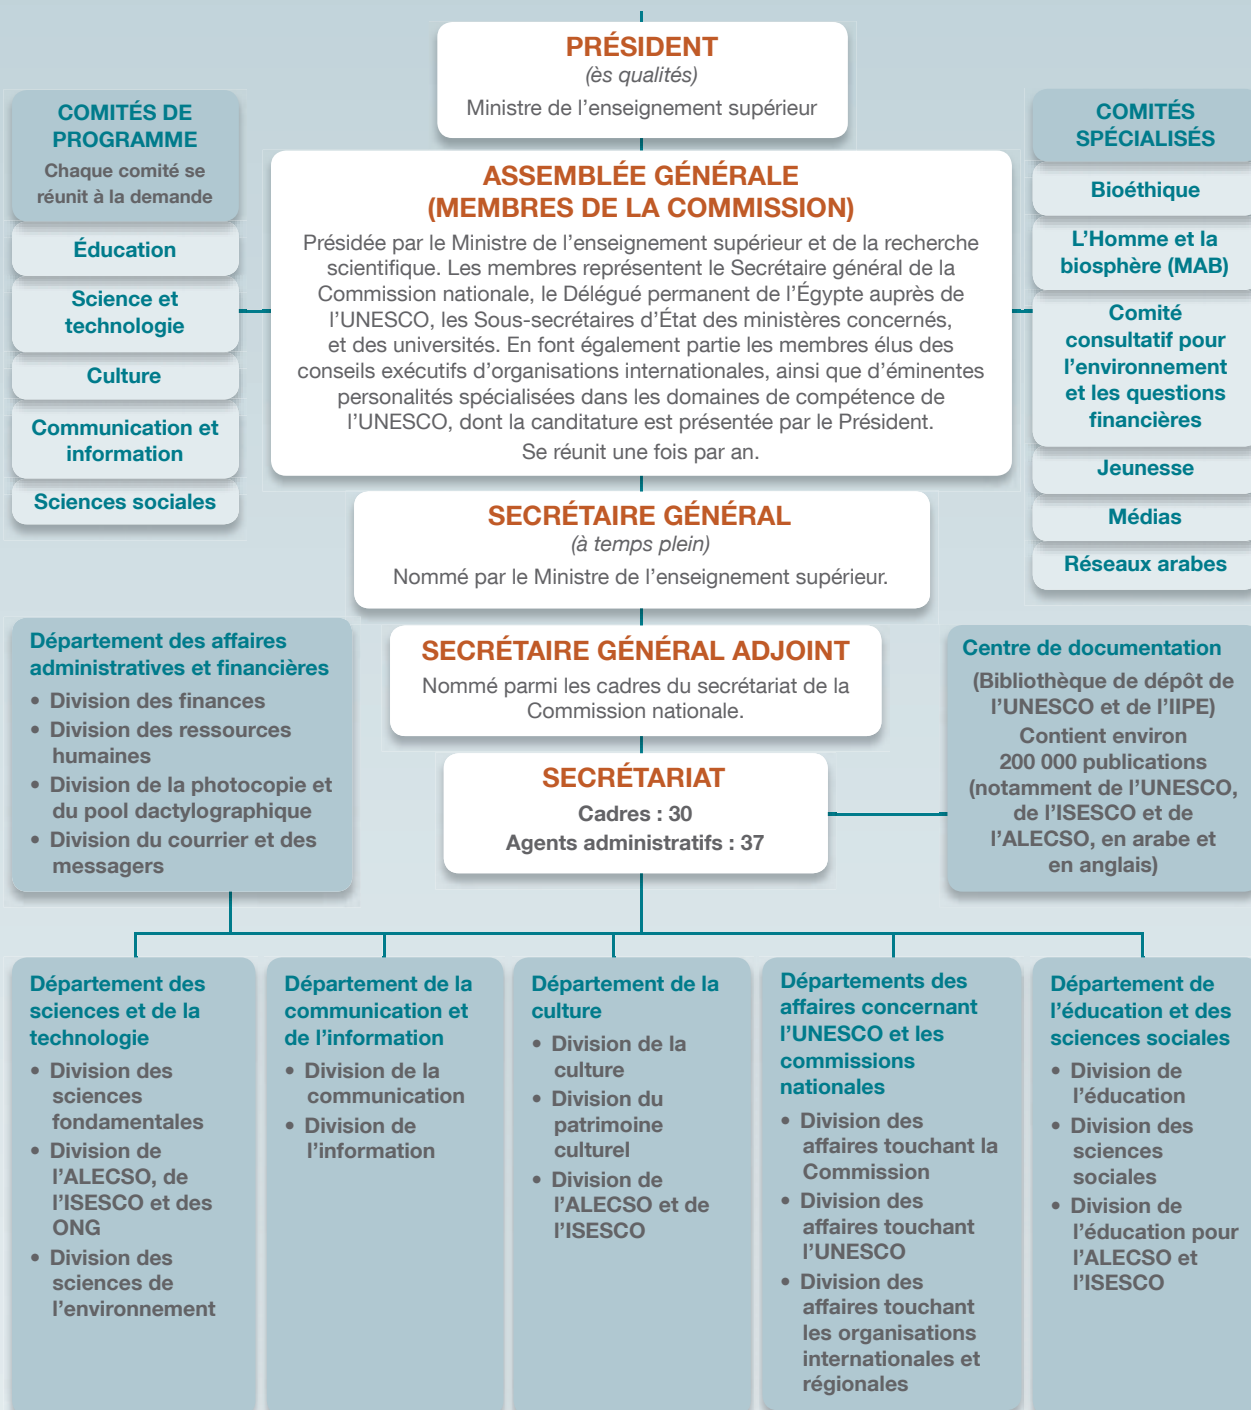 PRÉSIDENT
(ès qualités)
Ministre de l’enseignement supérieur
COMITÉS DE
PROGRAMME
Chaque comité se
réunit à la demande
Éducation
Science et
technologie
Culture
Communication et
information
Sciences sociales
ASSEMBLÉE GÉNÉRALE
(MEMBRES DE LA COMMISSION)
Présidée par le Ministre de l’enseignement supérieur et de la recherche
scientifique. Les membres représentent le Secrétaire général de la
Commission nationale, le Délégué permanent de l’Égypte auprès de
l’UNESCO, les Sous-secrétaires d’État des ministères concernés,
et des universités. En font également partie les membres élus des
conseils exécutifs d’organisations internationales, ainsi que d’éminentes
personalités spécialisées dans les domaines de compétence de
l’UNESCO, dont la canditature est présentée par le Président.
Se réunit une fois par an.
COMITÉS
SPÉCIALISÉS
Bioéthique
L’Homme et la
biosphère (MAB)
Comité
consultatif pour
l’environnement
et les questions
financières
Jeunesse
Médias
Réseaux arabes
SECRÉTAIRE GÉNÉRAL
(à temps plein)
Nommé par le Ministre de l’enseignement supérieur.
Département des affaires
administratives et financières
• Division des finances
• Division des ressources
humaines
• Division de la photocopie et
du pool dactylographique
• Division du courrier et des
messagers
SECRÉTAIRE GÉNÉRAL ADJOINT
Nommé parmi les cadres du secrétariat de la
Commission nationale.
SECRÉTARIAT
Cadres : 30
Agents administratifs : 37
Centre de documentation
(Bibliothèque de dépôt de
l’UNESCO et de l’IIPE)
Contient environ
200 000 publications
(notamment de l’UNESCO,
de l’ISESCO et de
l’ALECSO, en arabe et
en anglais)
Département des
sciences et de la
technologie
• Division des
sciences
fondamentales
• Division de
l’ALECSO, de
l’ISESCO et des
ONG
• Division des
sciences de
l’environnement
Département de la
communication et
de l’information
• Division de la
communication
• Division de
l’information
Département de la
culture
• Division de la
culture
• Division du
patrimoine
culturel
• Division de
l’ALECSO et de
l’ISESCO
Départements des
affaires concernant
l’UNESCO et les
commissions
nationales
• Division des
affaires touchant la
Commission
• Division des
affaires touchant
l’UNESCO
• Division des
affaires touchant
les organisations
internationales et
régionales
Département de
l’éducation et des
sciences sociales
• Division de
l’éducation
• Division des
sciences
sociales
• Division de
l’éducation pour
l’ALECSO et
l’ISESCO